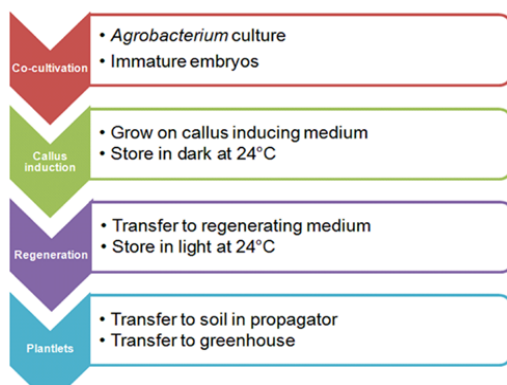 Co-cultivation
• Agrobacterium culture
• Immature embryos
Callus
induction
• Grow on callus inducing medium
• Store in dark at 24°C
Regeneration
• Transfer to regenerating medium
• Store in light at 24°C
Plantlets
• Transfer to soil in propagator
• Transfer to greenhouse